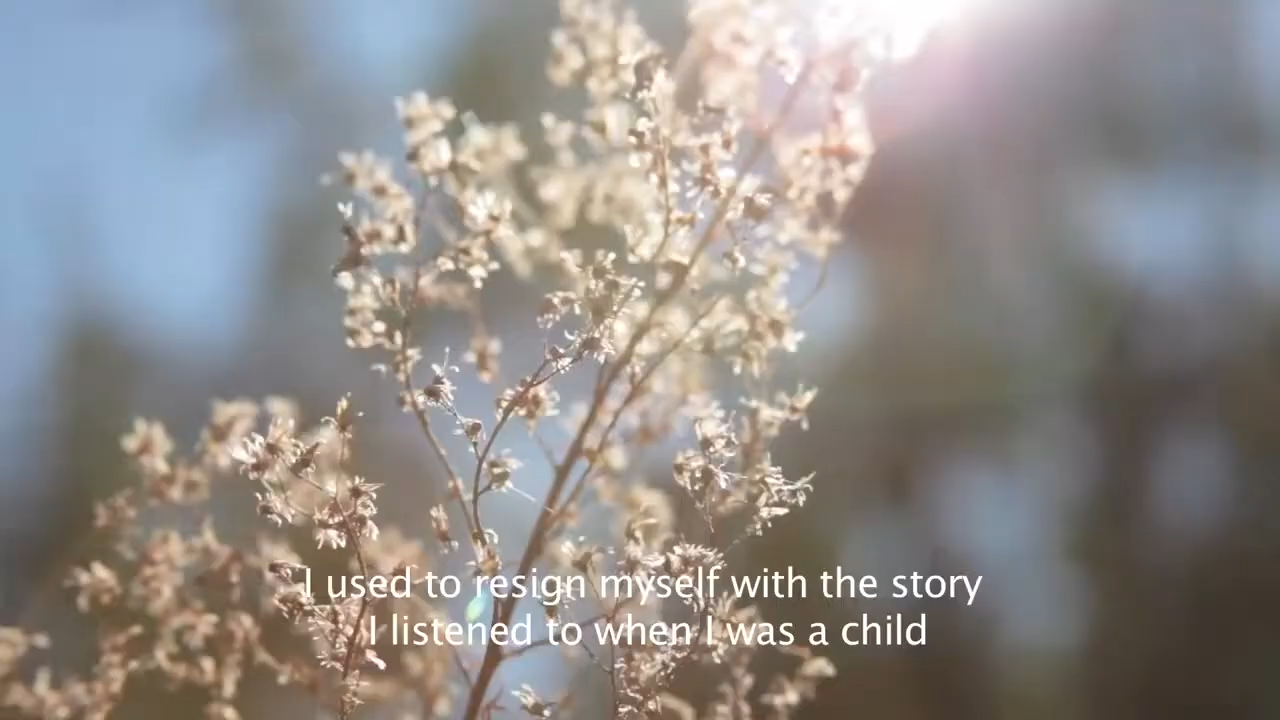 I used to resign myself with the story
I listened to when I was a child